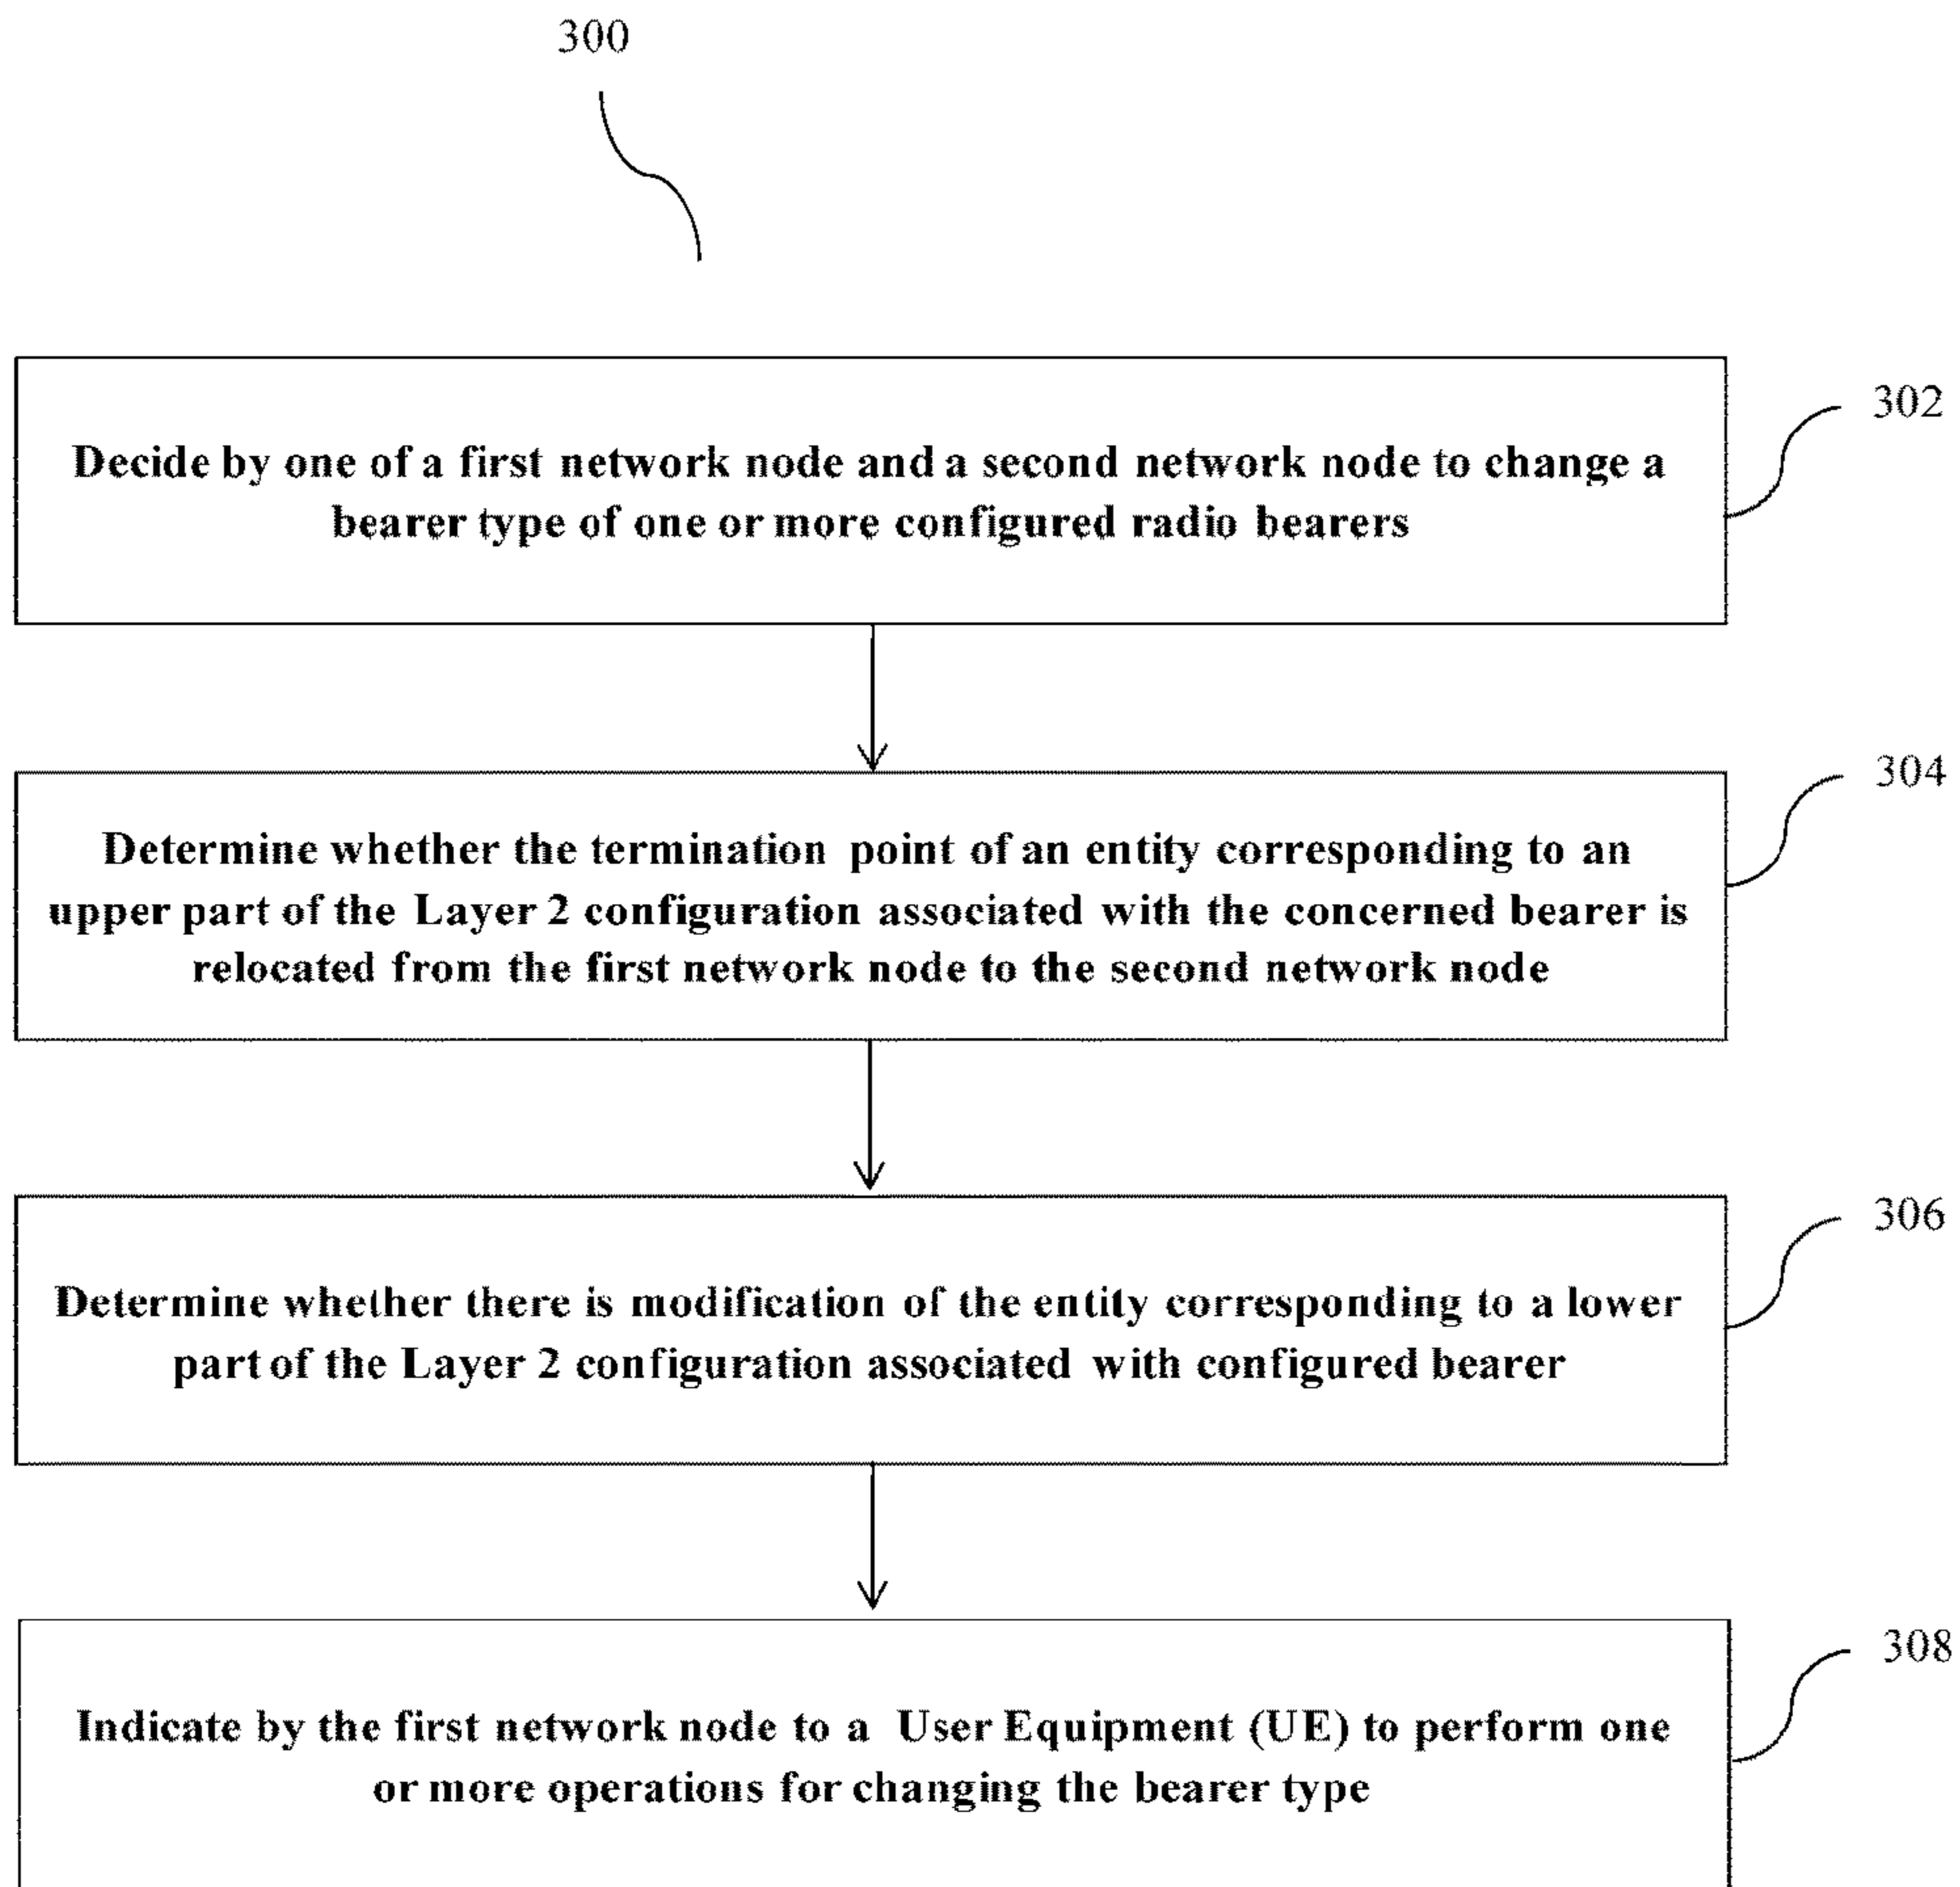 300
302
Decide by one of a first network node and a second network node to change a
bearer type of one or more configured radio bearers
304
Determine whether the termination point of an entity corresponding to an
upper part of the Layer 2 configuration associated with the concerned bearer is
relocated from the first network node to the second network node
306
Determine whether there is modification of the entity corresponding to a lower
part of the Layer 2 configuration associated with configured bearer
308
Indicate by the first network node to a User Equipment (UE) to perform one
or more operations for changing the bearer type